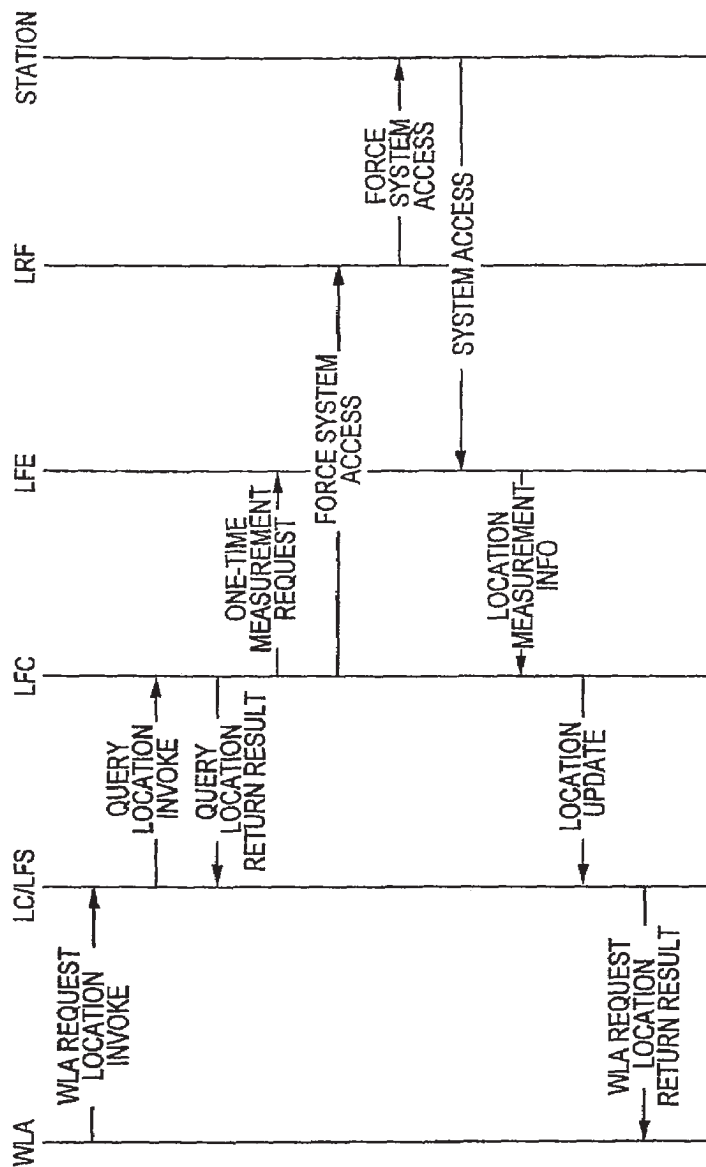 WLA
LC/LFS
LFC
LFE
LRF
STATION
WLA REQUEST
LOCATION
INVOKE
QUERY
LOCATION
INVOKE
QUERY
LOCATION
RETURN RESULT
ONE-TIME
MEASUREMENT
REQUEST
FORCE SYSTEM
ACCESS
FORCE
SYSTEM
ACCESS
SYSTEM ACCESS
LOCATION
MEASUREMENT
INFO
LOCATION
UPDATE
WLA REQUEST
LOCATION
RETURN RESULT